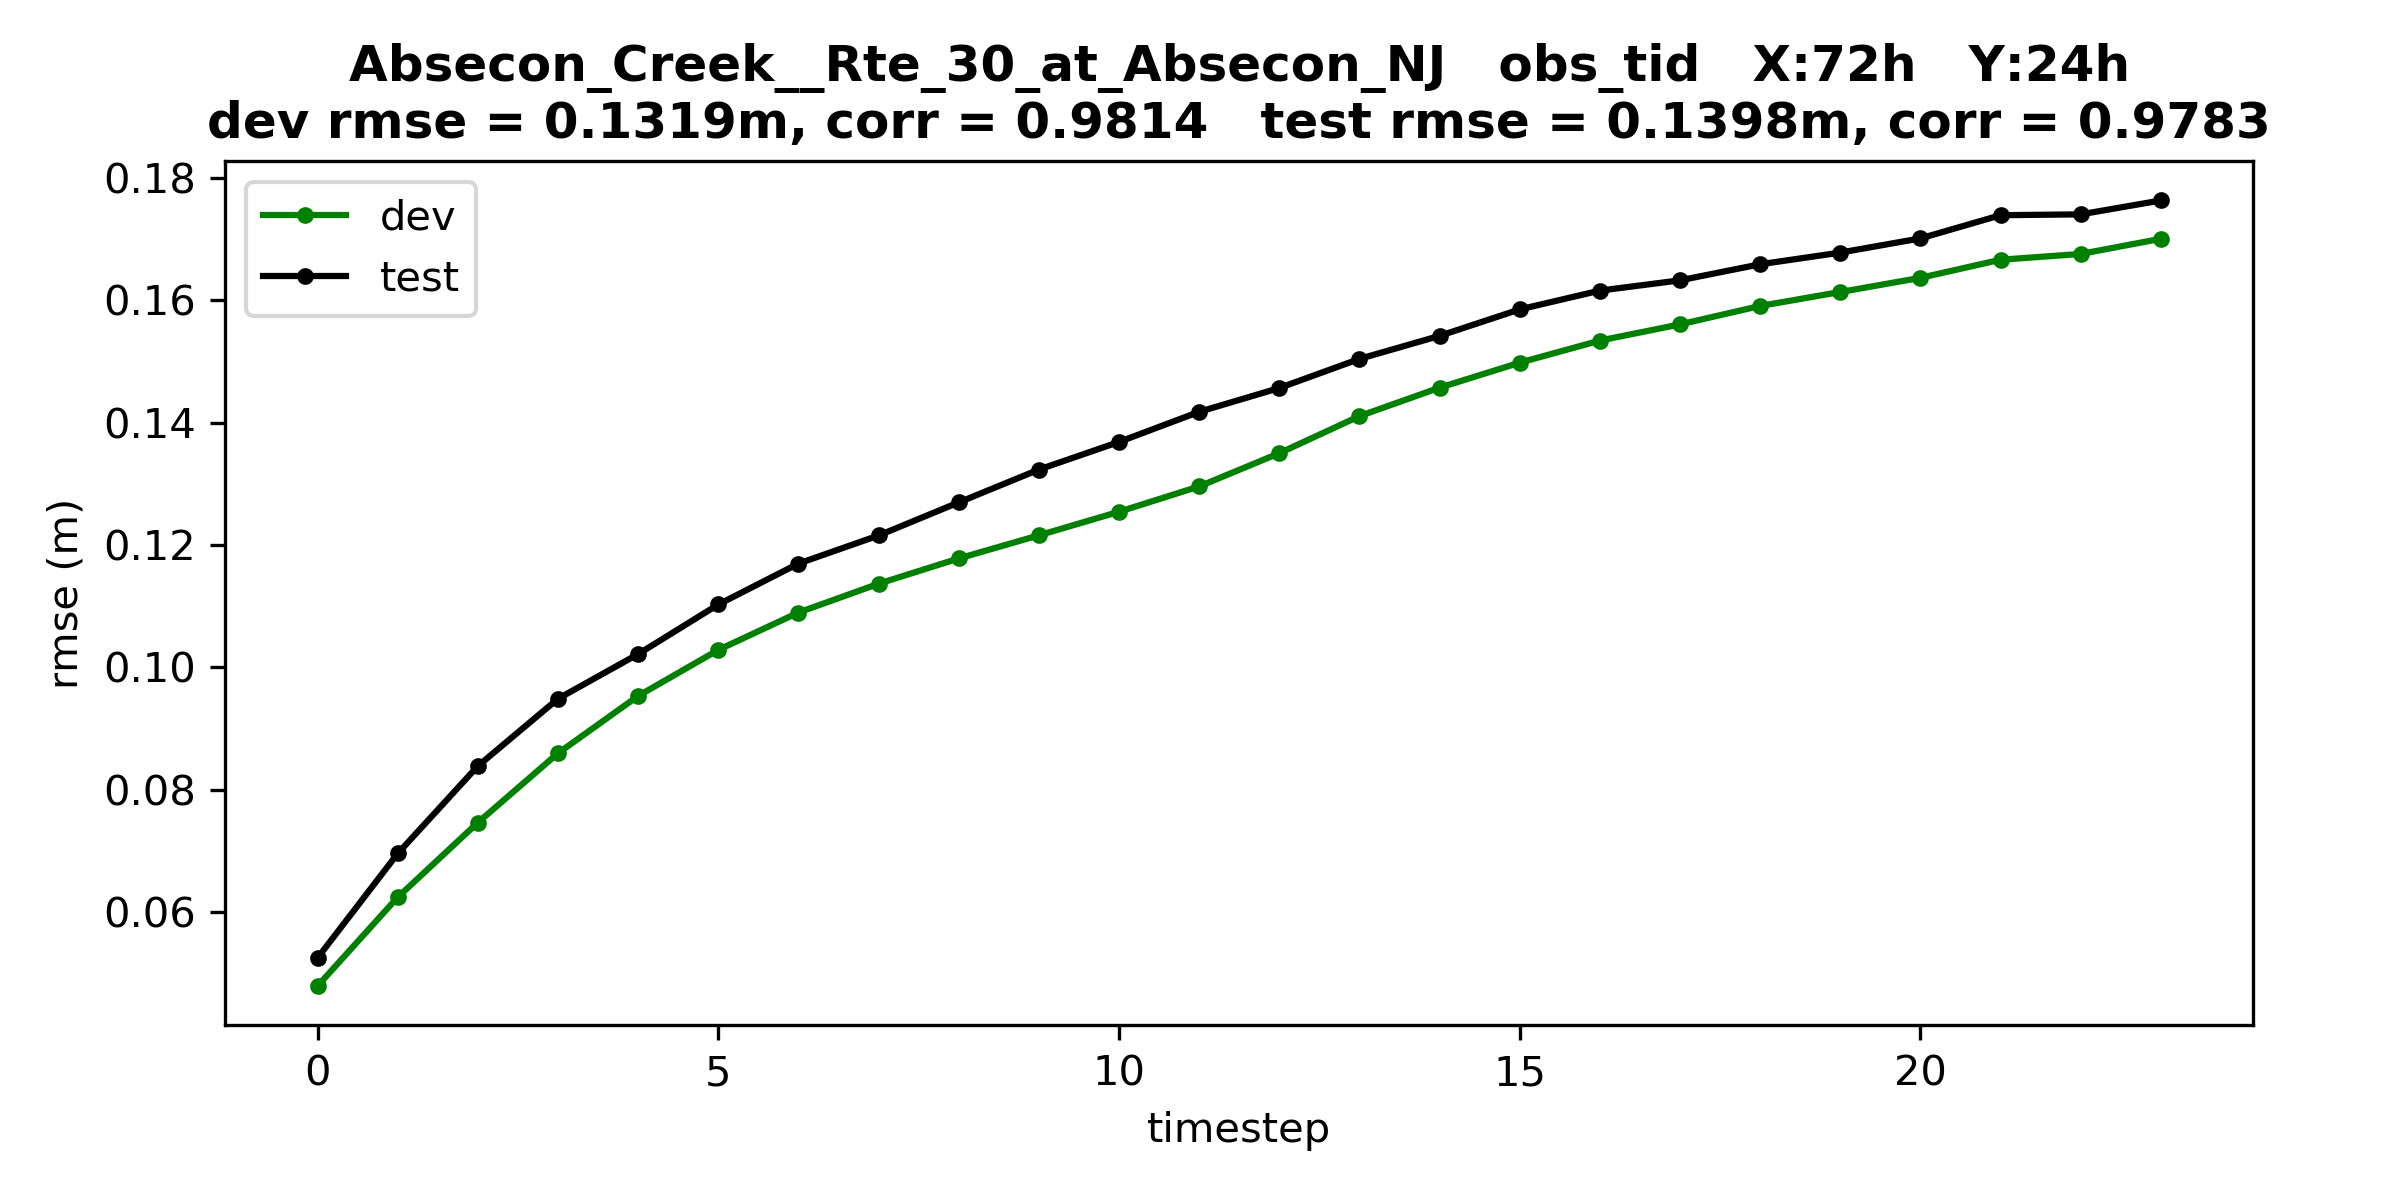 Absecon_Creek__Rte_30_at_Absecon_NJ   obs_tid   X:72h   Y:24h
dev rmse = 0.1319m, corr = 0.9814   test rmse = 0.1398m, corr = 0.9783
0.18
0.16
0.14
0.12
0.10
0.08
0.06
rmse (m)
dev
test
0 5 10 15 20
timestep